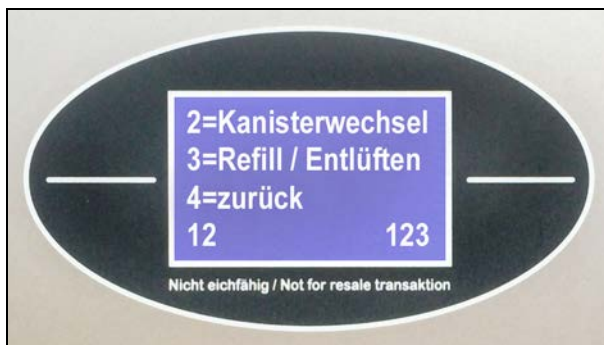 2=Kanisterwechsel
3=Refill / Entlüften
4=zurück
12 123
Nicht eichfähig / Not for resale transaktion